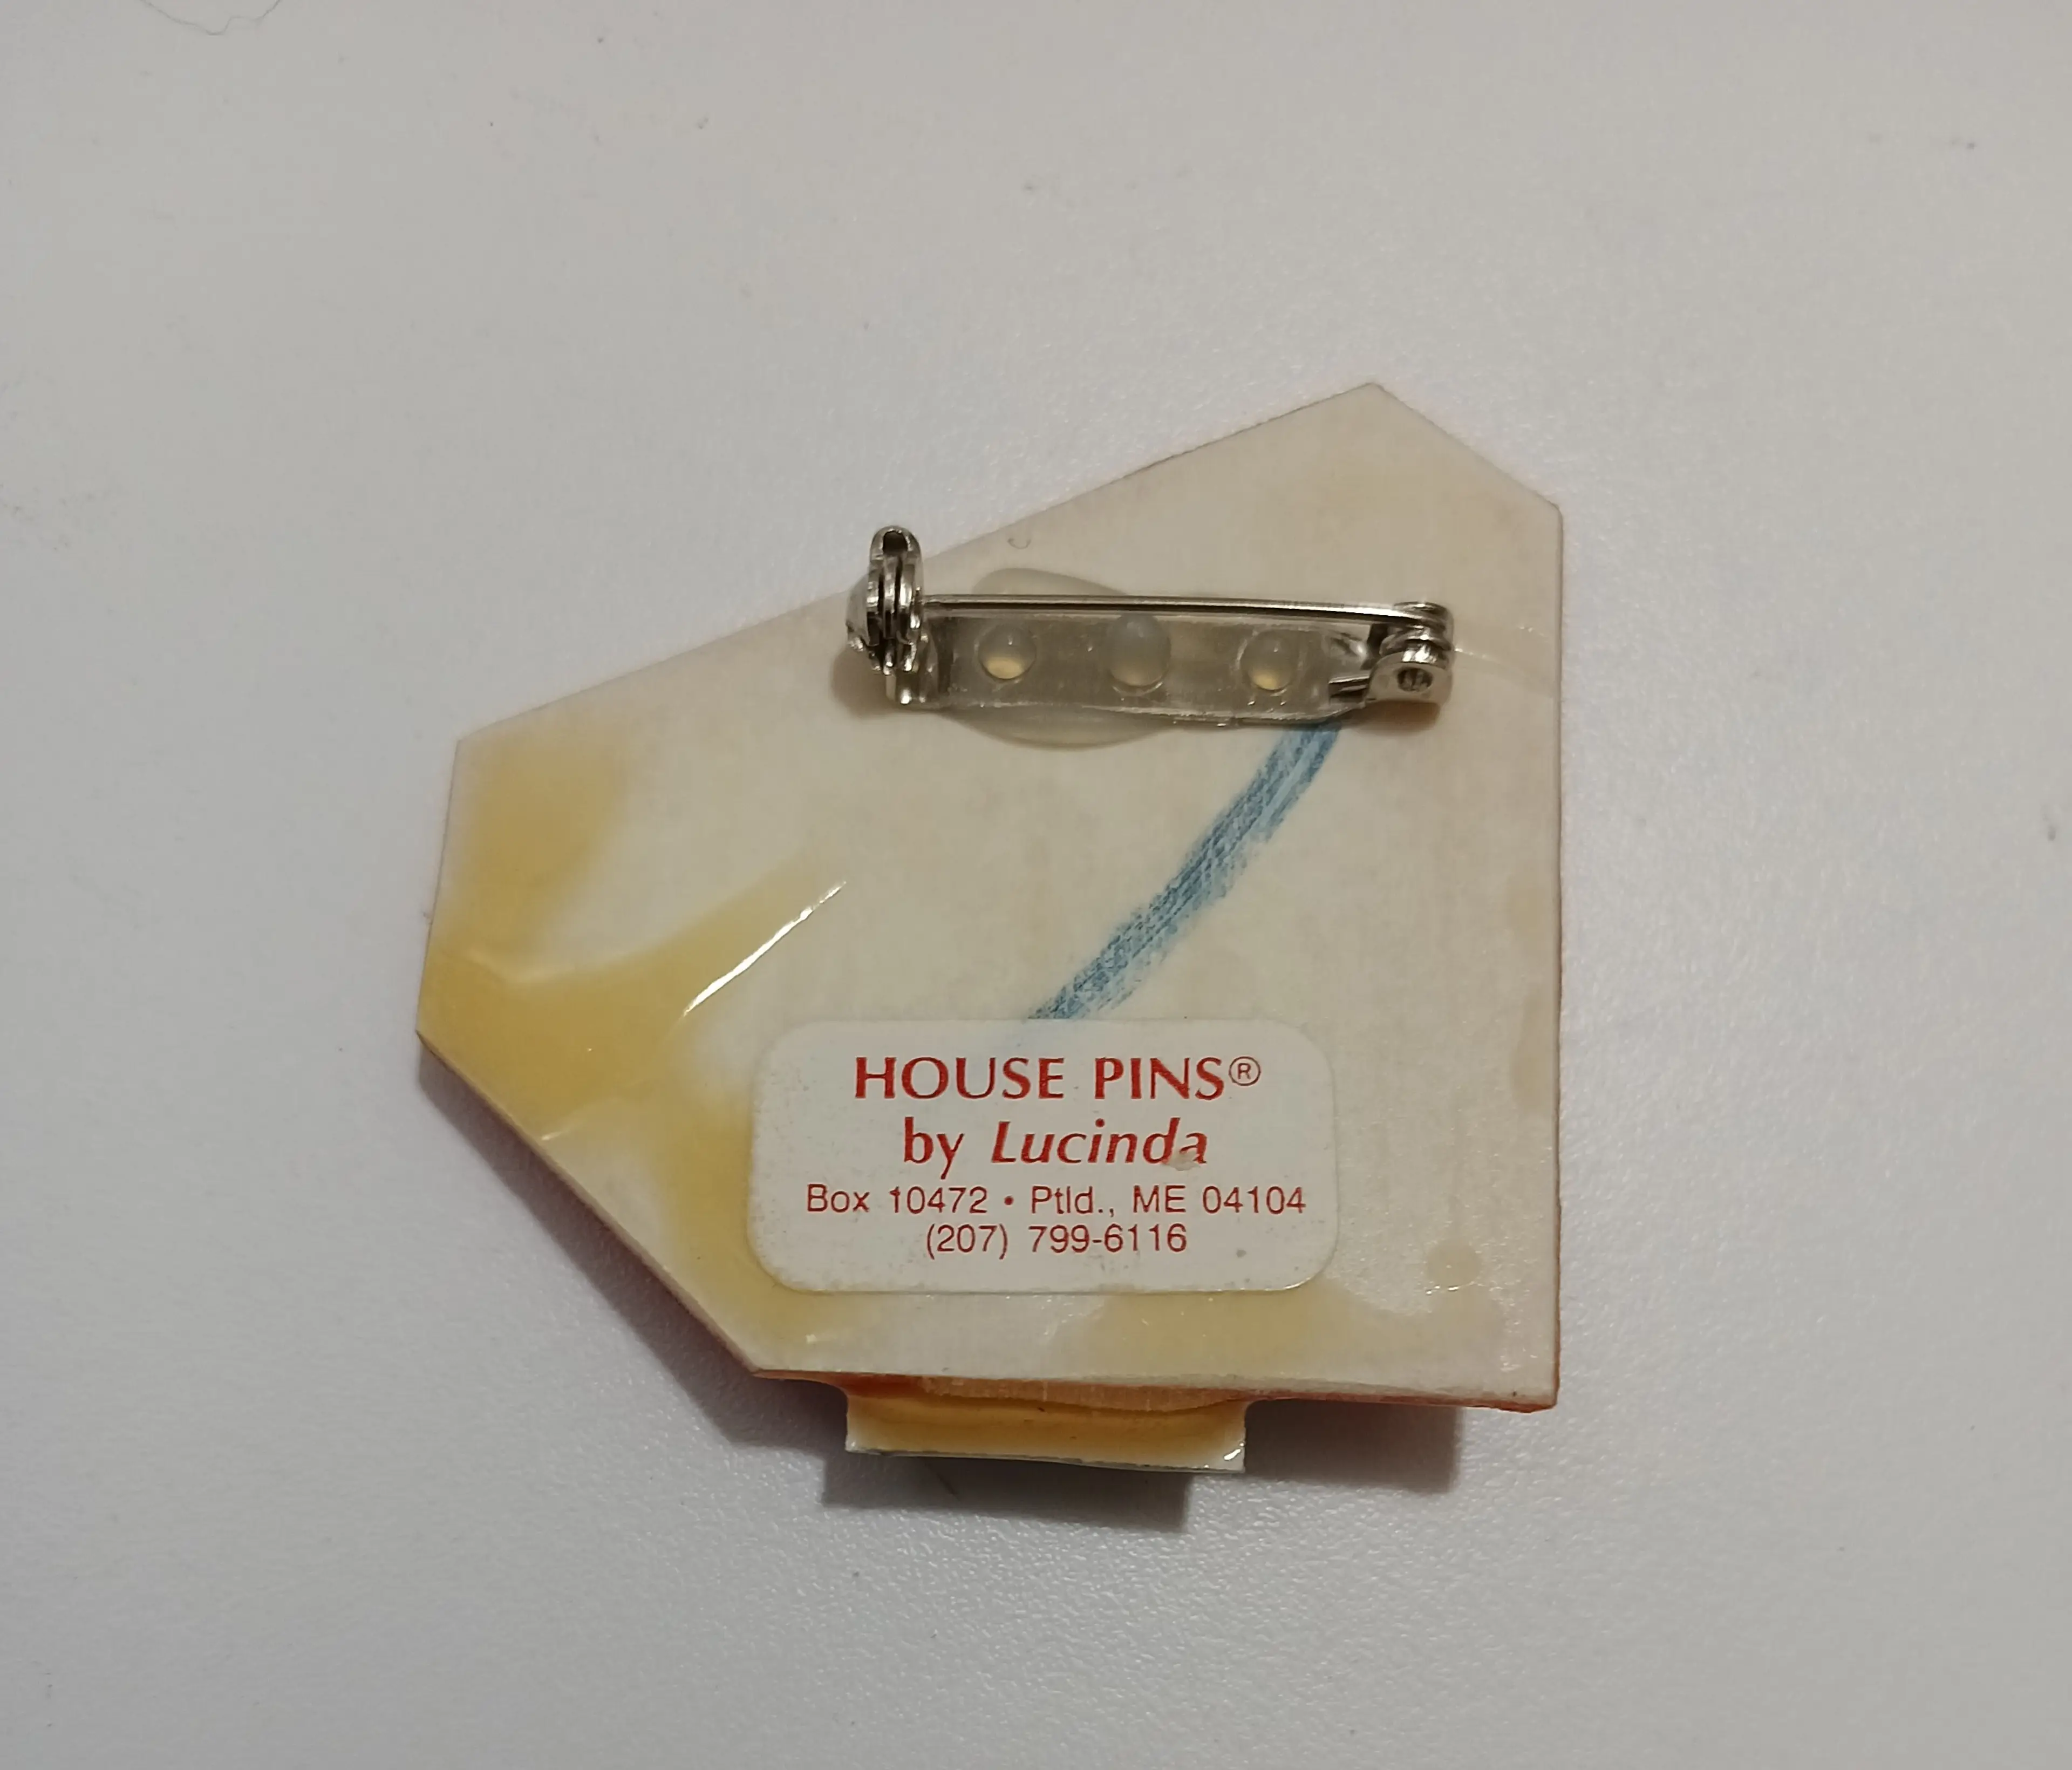 HOUSE PINS®
by Lucinda
Box 10472 • Ptld., ME 04104
(207) 799-6116